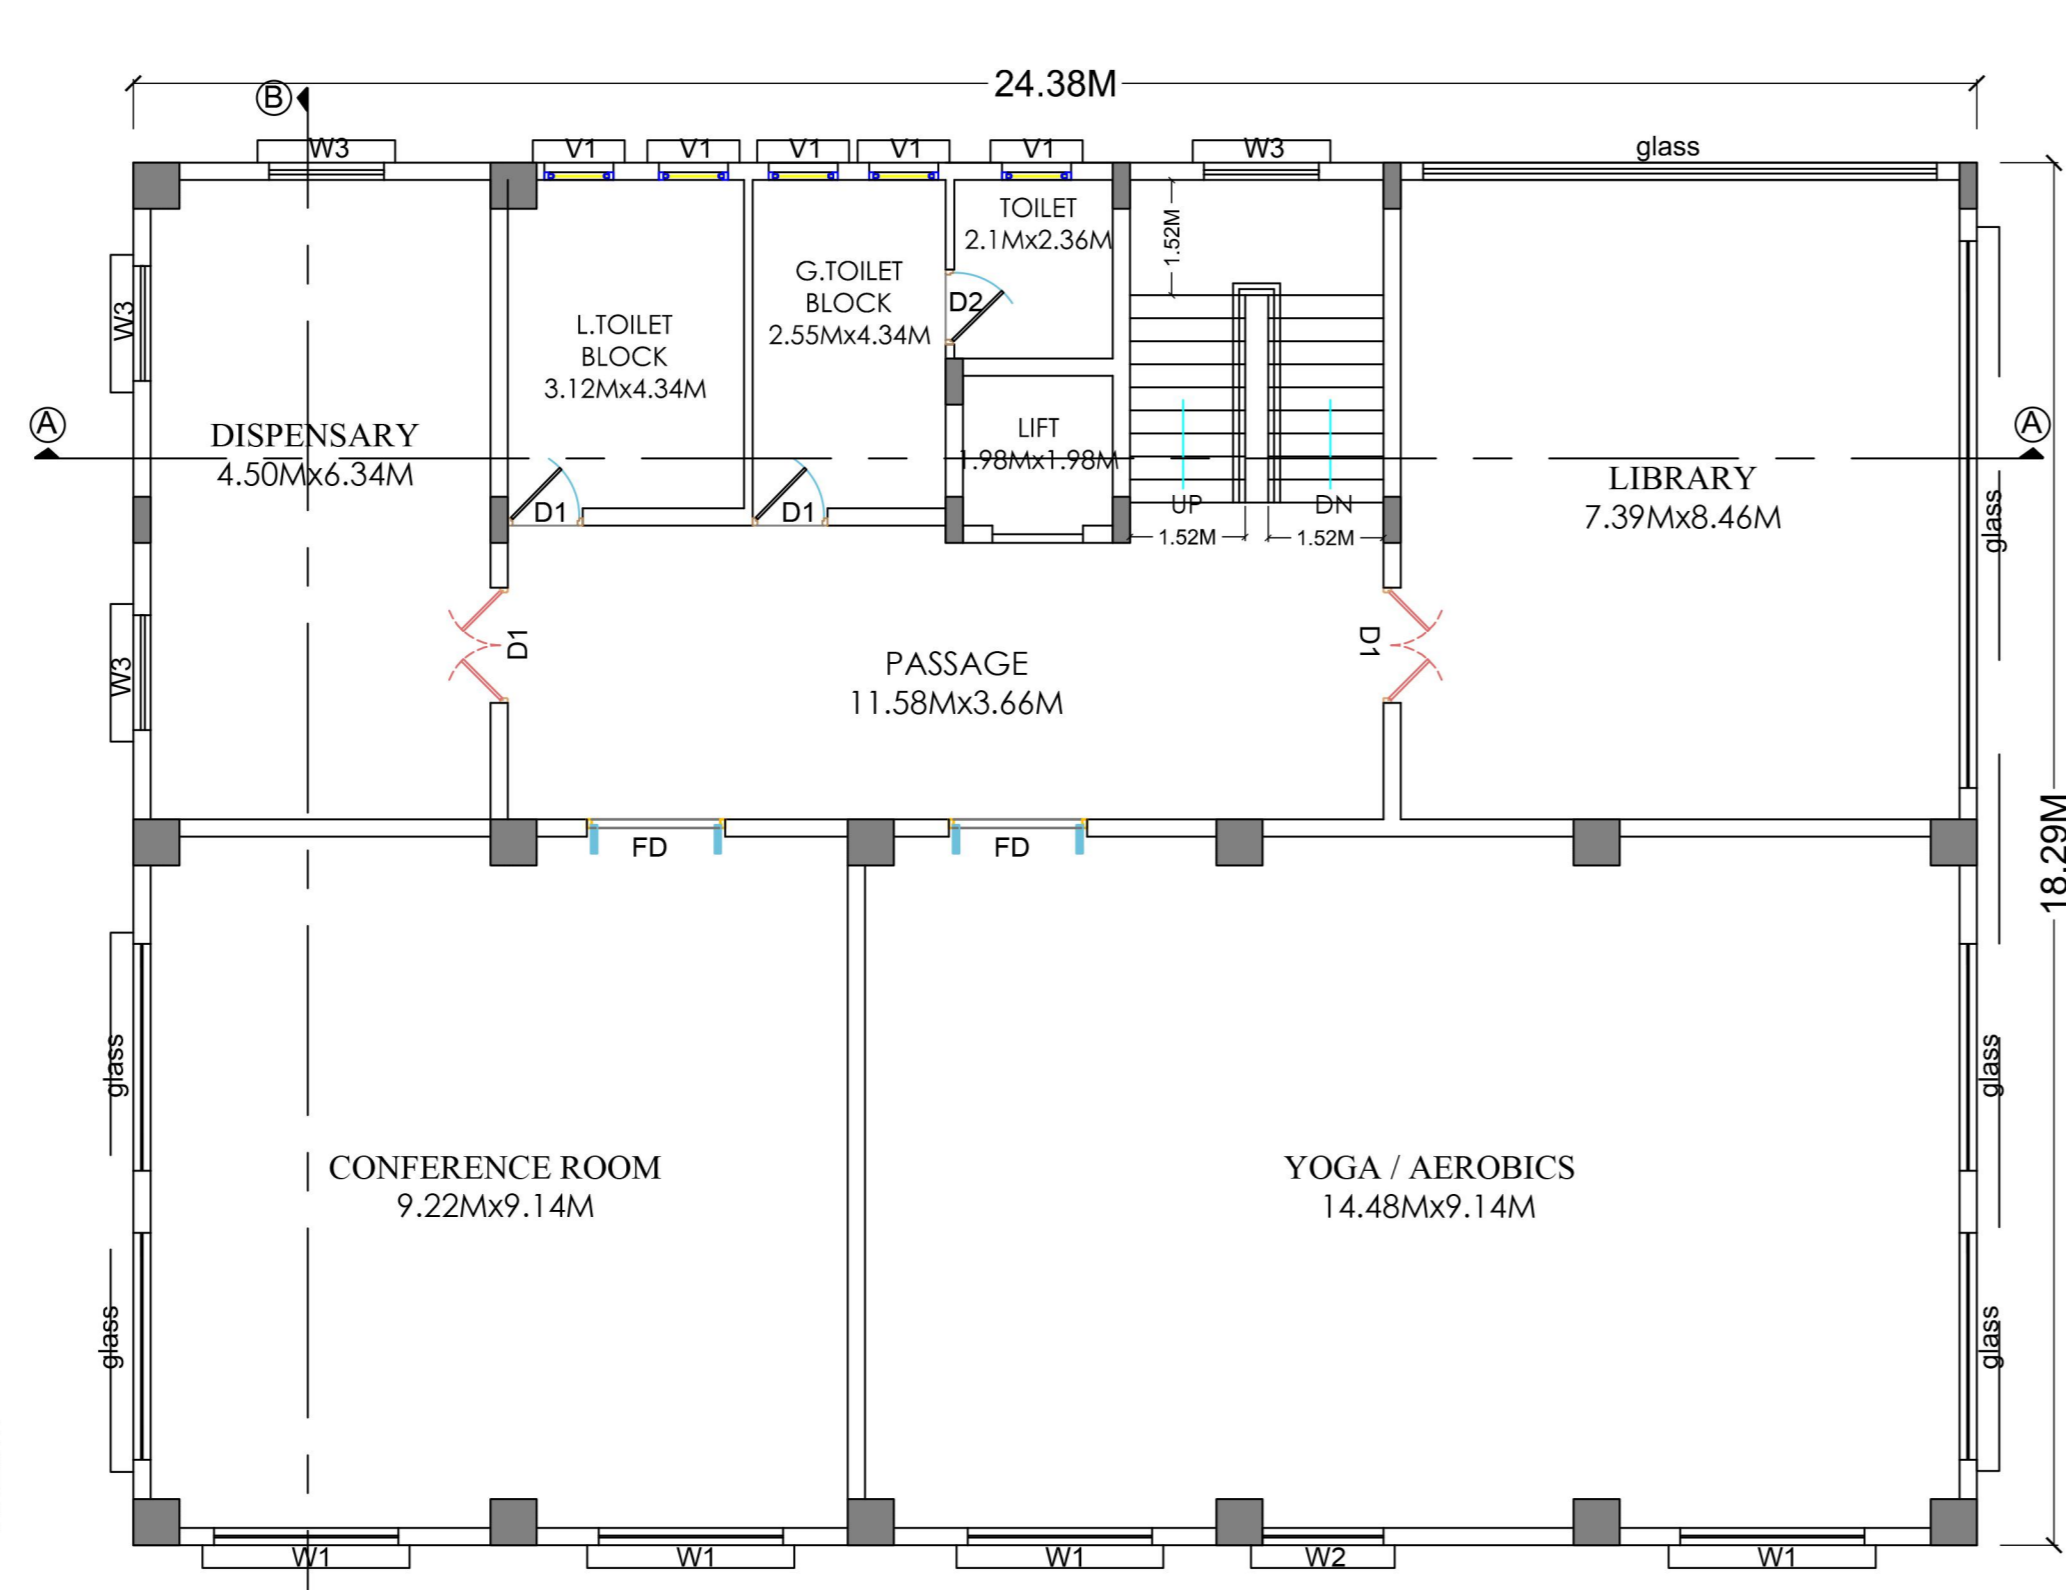 24.38M
B
W3
V1
V1
V1
V1
V1
W3
glass
TOILET
2.1Mx2.36M
1.52M
G.TOILET
BLOCK
2.55Mx4.34M
D2
W3
L.TOILET
BLOCK
3.12Mx4.34M
A
DISPENSARY
4.50Mx6.34M
LIFT
1.98Mx1.98M
A
LIBRARY
7.39Mx8.46M
D1
D1
UP
DN
1.52M
1.52M
glass
W3
D1
PASSAGE
11.58Mx3.66M
D1
FD
FD
18.29M
glass
glass
CONFERENCE ROOM
9.22Mx9.14M
YOGA / AEROBICS
14.48Mx9.14M
glass
glass
W1
W1
W1
W2
W1